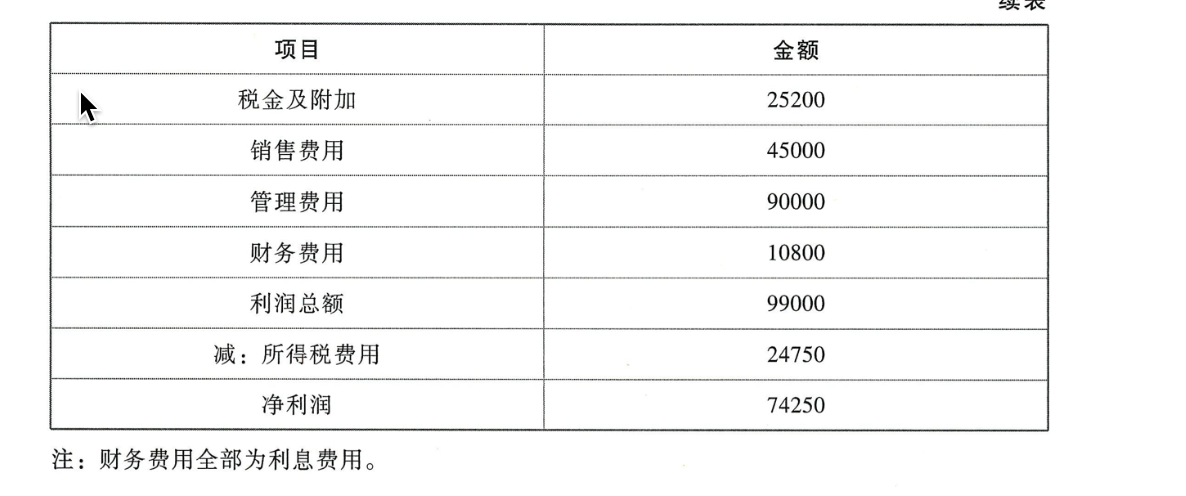 续表
项目 金额
税金及附加 25200
销售费用 45000
管理费用 90000
财务费用 10800
利润总额 99000
减：所得税费用 24750
净利润 74250
注：财务费用全部为利息费用。